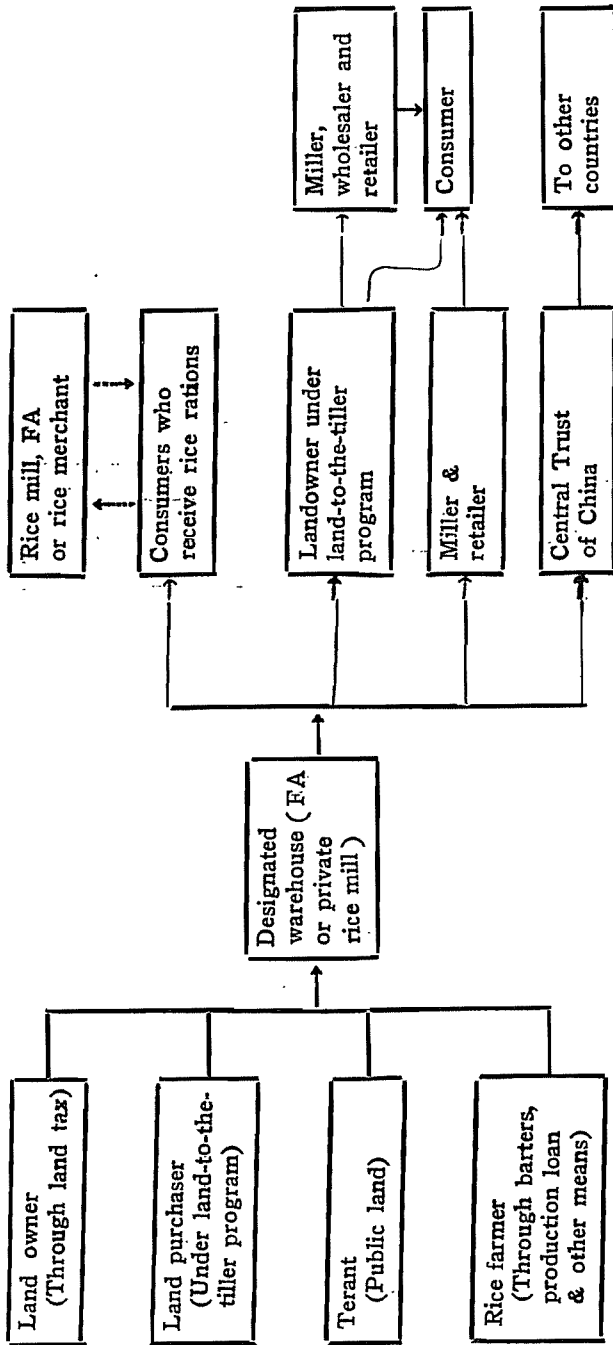 Land owner
(Through land tax)
Land purchaser
(Under land-to-the-
tiller program)
Terant
(Public land)
Rice farmer
(Through barters,
production loan
& other means)
Designated
warehouse (FA
or private
rice mill)
Rice mill, FA
or rice merchant
Consumers who
receive rice rations
Landowner under
land-to-the-tiller
program
Miller &
retailer
Central Trust
of China
Miller,
wholesaler and
retailer
Consumer
To other
countries